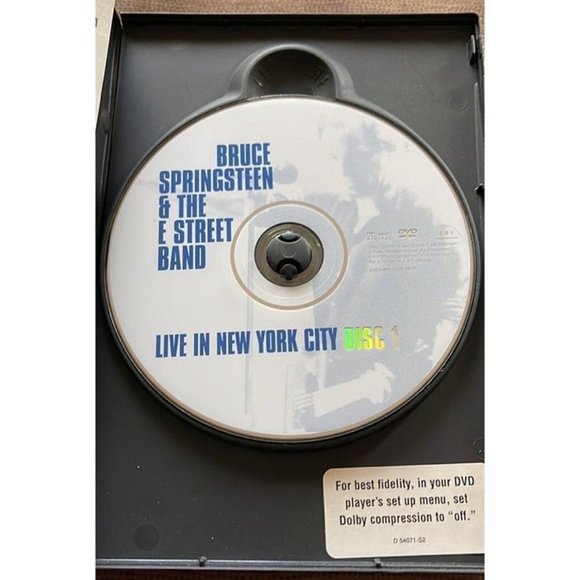 BRUCE
SPRINGSTEEN
& THE
E STREET
BAND
DVD
LIVE IN NEW YORK CITY DISC 1
For best fidelity, in your DVD
player's set up menu, set
Dolby compression to "off."
D 54071-S2